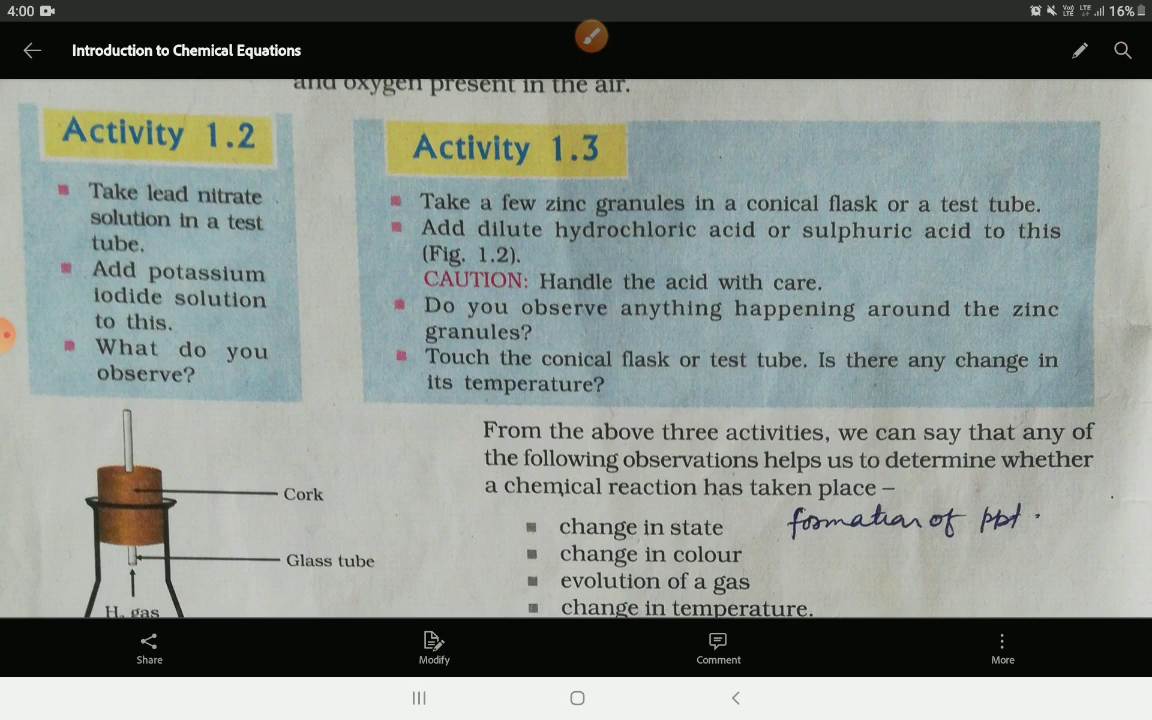 4:00
Vo)) LTE LTE 16%
Introduction to Chemical Equations
and oxygen present in the air.
Activity 1.2
Take lead nitrate
solution in a test
tube.
Add potassium
iodide solution
to this.
What do you
observe?
Activity 1.3
Take a few zinc granules in a conical flask or a test tube.
Add dilute hydrochloric acid or sulphuric acid to this
(Fig. 1.2).
CAUTION: Handle the acid with care.
Do you observe anything happening around the zinc
granules?
Touch the conical flask or test tube. Is there any change in
its temperature?
Cork
Glass tube
H₂ gas
From the above three activities, we can say that any of
the following observations helps us to determine whether
a chemical reaction has taken place –
change in state
formation of ppt.
change in colour
evolution of a gas
change in temperature.
Share
Modify
Comment
More